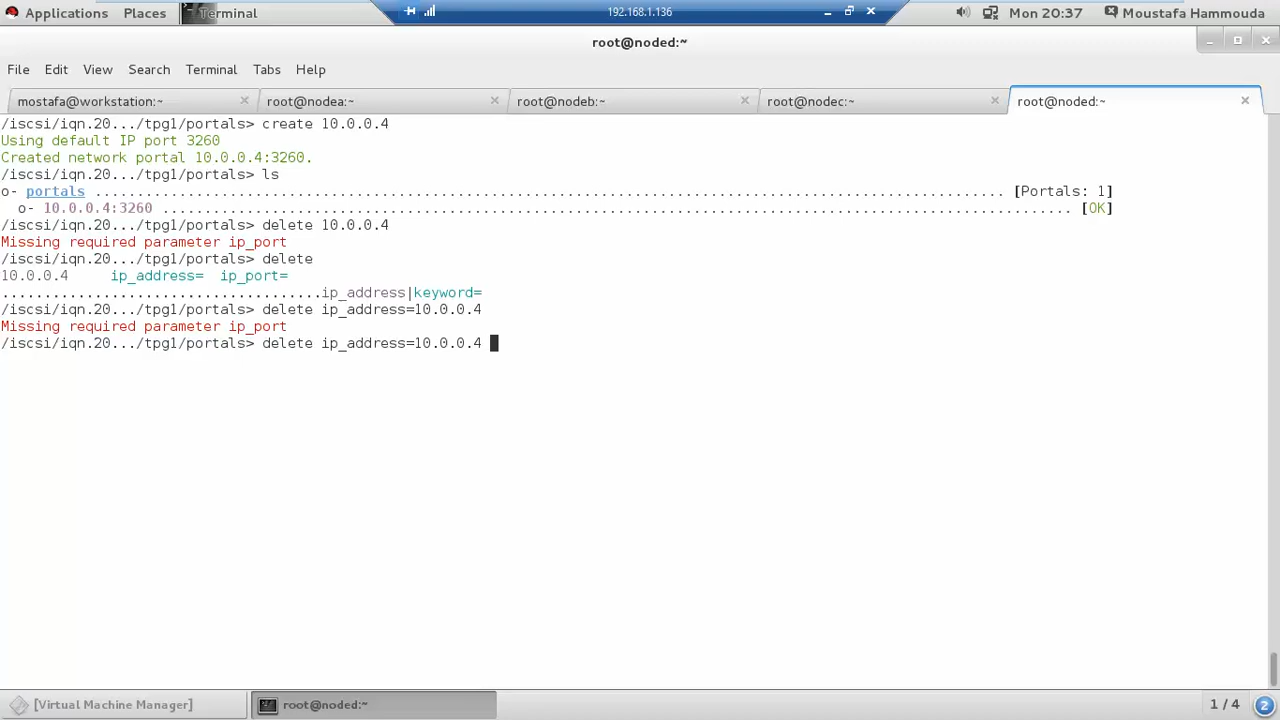 Applications Places Terminal 192.168.1.136 Mon 20:37 Moustafa Hammouda
root@noded:~
File Edit View Search Terminal Tabs Help
mostafa@workstation:~ root@nodea:~ root@nodeb:~ root@nodec:~ root@noded:~
/iscsi/iqn.20.../tpg1/portals> create 10.0.0.4
Using default IP port 3260
Created network portal 10.0.0.4:3260.
/iscsi/iqn.20.../tpg1/portals> ls
o- portals ............................................................................................................ [Portals: 1]
o- 10.0.0.4:3260 ............................................................................................................ [OK]
/iscsi/iqn.20.../tpg1/portals> delete 10.0.0.4
Missing required parameter ip_port
/iscsi/iqn.20.../tpg1/portals> delete
10.0.0.4 ip_address= ip_port=
......................................ip_address|keyword=
/iscsi/iqn.20.../tpg1/portals> delete ip_address=10.0.0.4
Missing required parameter ip_port
/iscsi/iqn.20.../tpg1/portals> delete ip_address=10.0.0.4
[Virtual Machine Manager] root@noded:~ 1 / 4 2